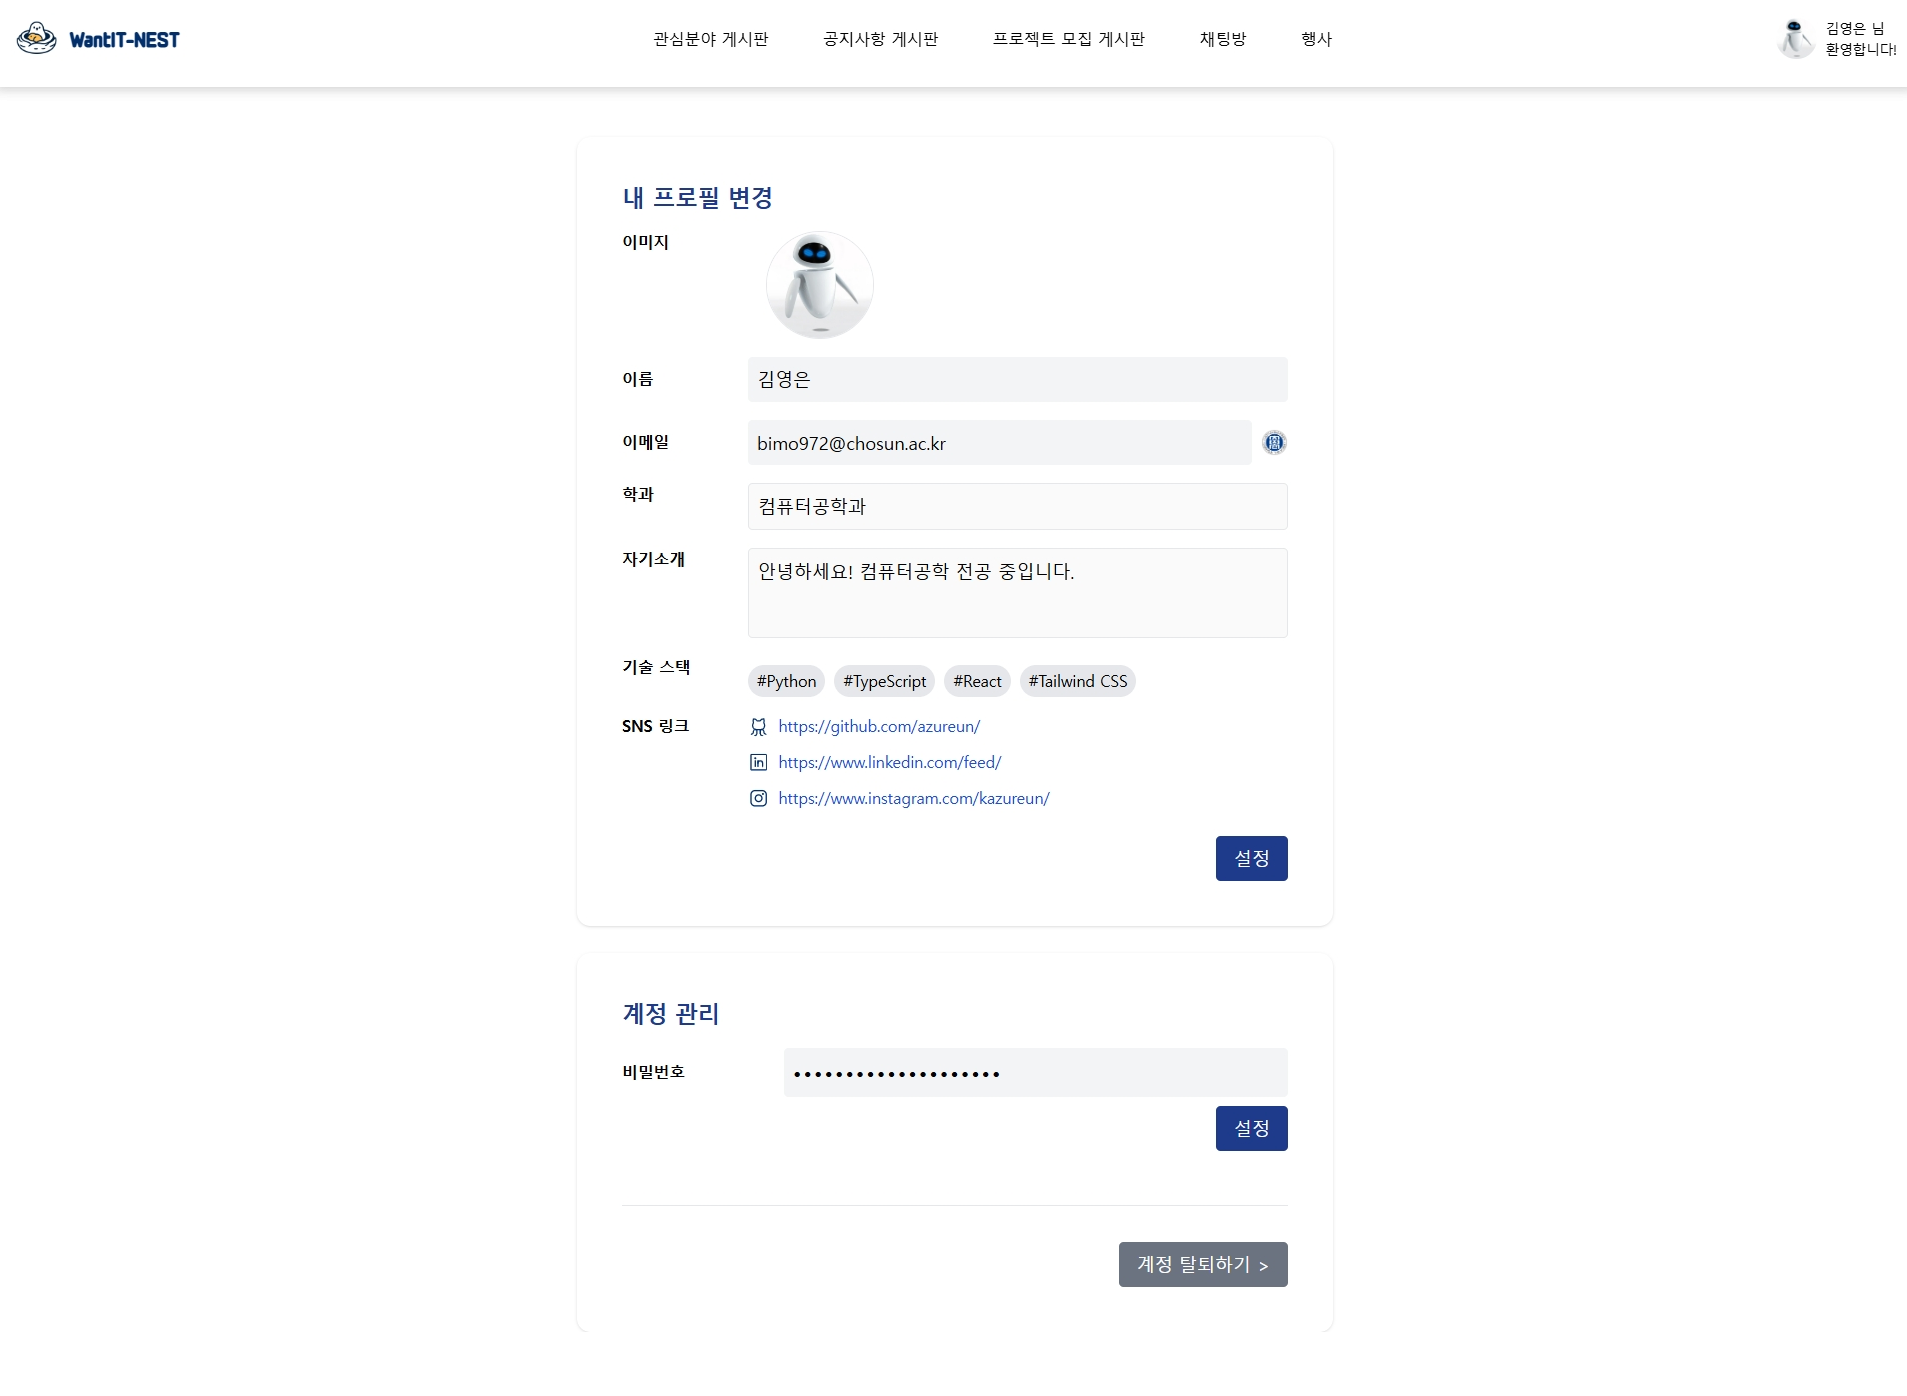 WantIT-NEST
관심분야 게시판
공지사항 게시판
프로젝트 모집 게시판
채팅방
행사
김영은 님
환영합니다!
내 프로필 변경
이미지
이름
김영은
이메일
bimo972@chosun.ac.kr
학과
컴퓨터공학과
자기소개
안녕하세요! 컴퓨터공학 전공 중입니다.
기술 스택
#Python #TypeScript #React #Tailwind CSS
SNS 링크
https://github.com/azureun/
https://www.linkedin.com/feed/
https://www.instagram.com/kazureun/
설정
계정 관리
비밀번호
••••••••••••••••••••
설정
계정 탈퇴하기 >